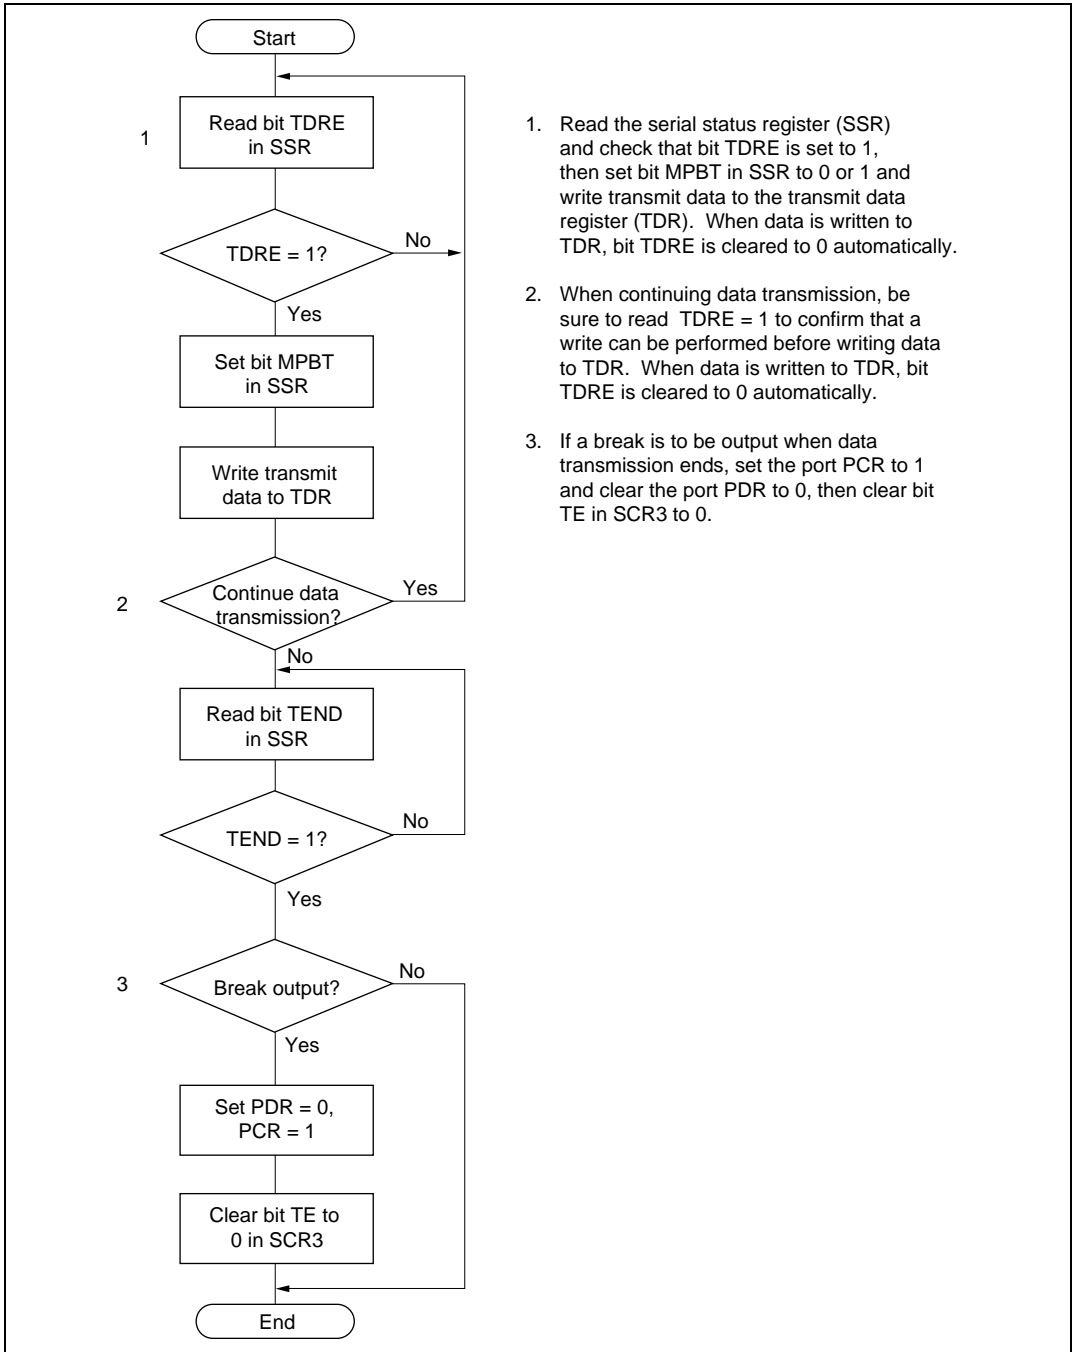 Start
1
Read bit TDRE
in SSR
TDRE = 1?
No
Yes
Set bit MPBT
in SSR
Write transmit
data to TDR
2
Continue data
transmission?
Yes
No
Read bit TEND
in SSR
TEND = 1?
No
Yes
3
Break output?
No
Yes
Set PDR = 0,
PCR = 1
Clear bit TE to
0 in SCR3
End
1. Read the serial status register (SSR)
and check that bit TDRE is set to 1,
then set bit MPBT in SSR to 0 or 1 and
write transmit data to the transmit data
register (TDR). When data is written to
TDR, bit TDRE is cleared to 0 automatically.
2. When continuing data transmission, be
sure to read TDRE = 1 to confirm that a
write can be performed before writing data
to TDR. When data is written to TDR, bit
TDRE is cleared to 0 automatically.
3. If a break is to be output when data
transmission ends, set the port PCR to 1
and clear the port PDR to 0, then clear bit
TE in SCR3 to 0.